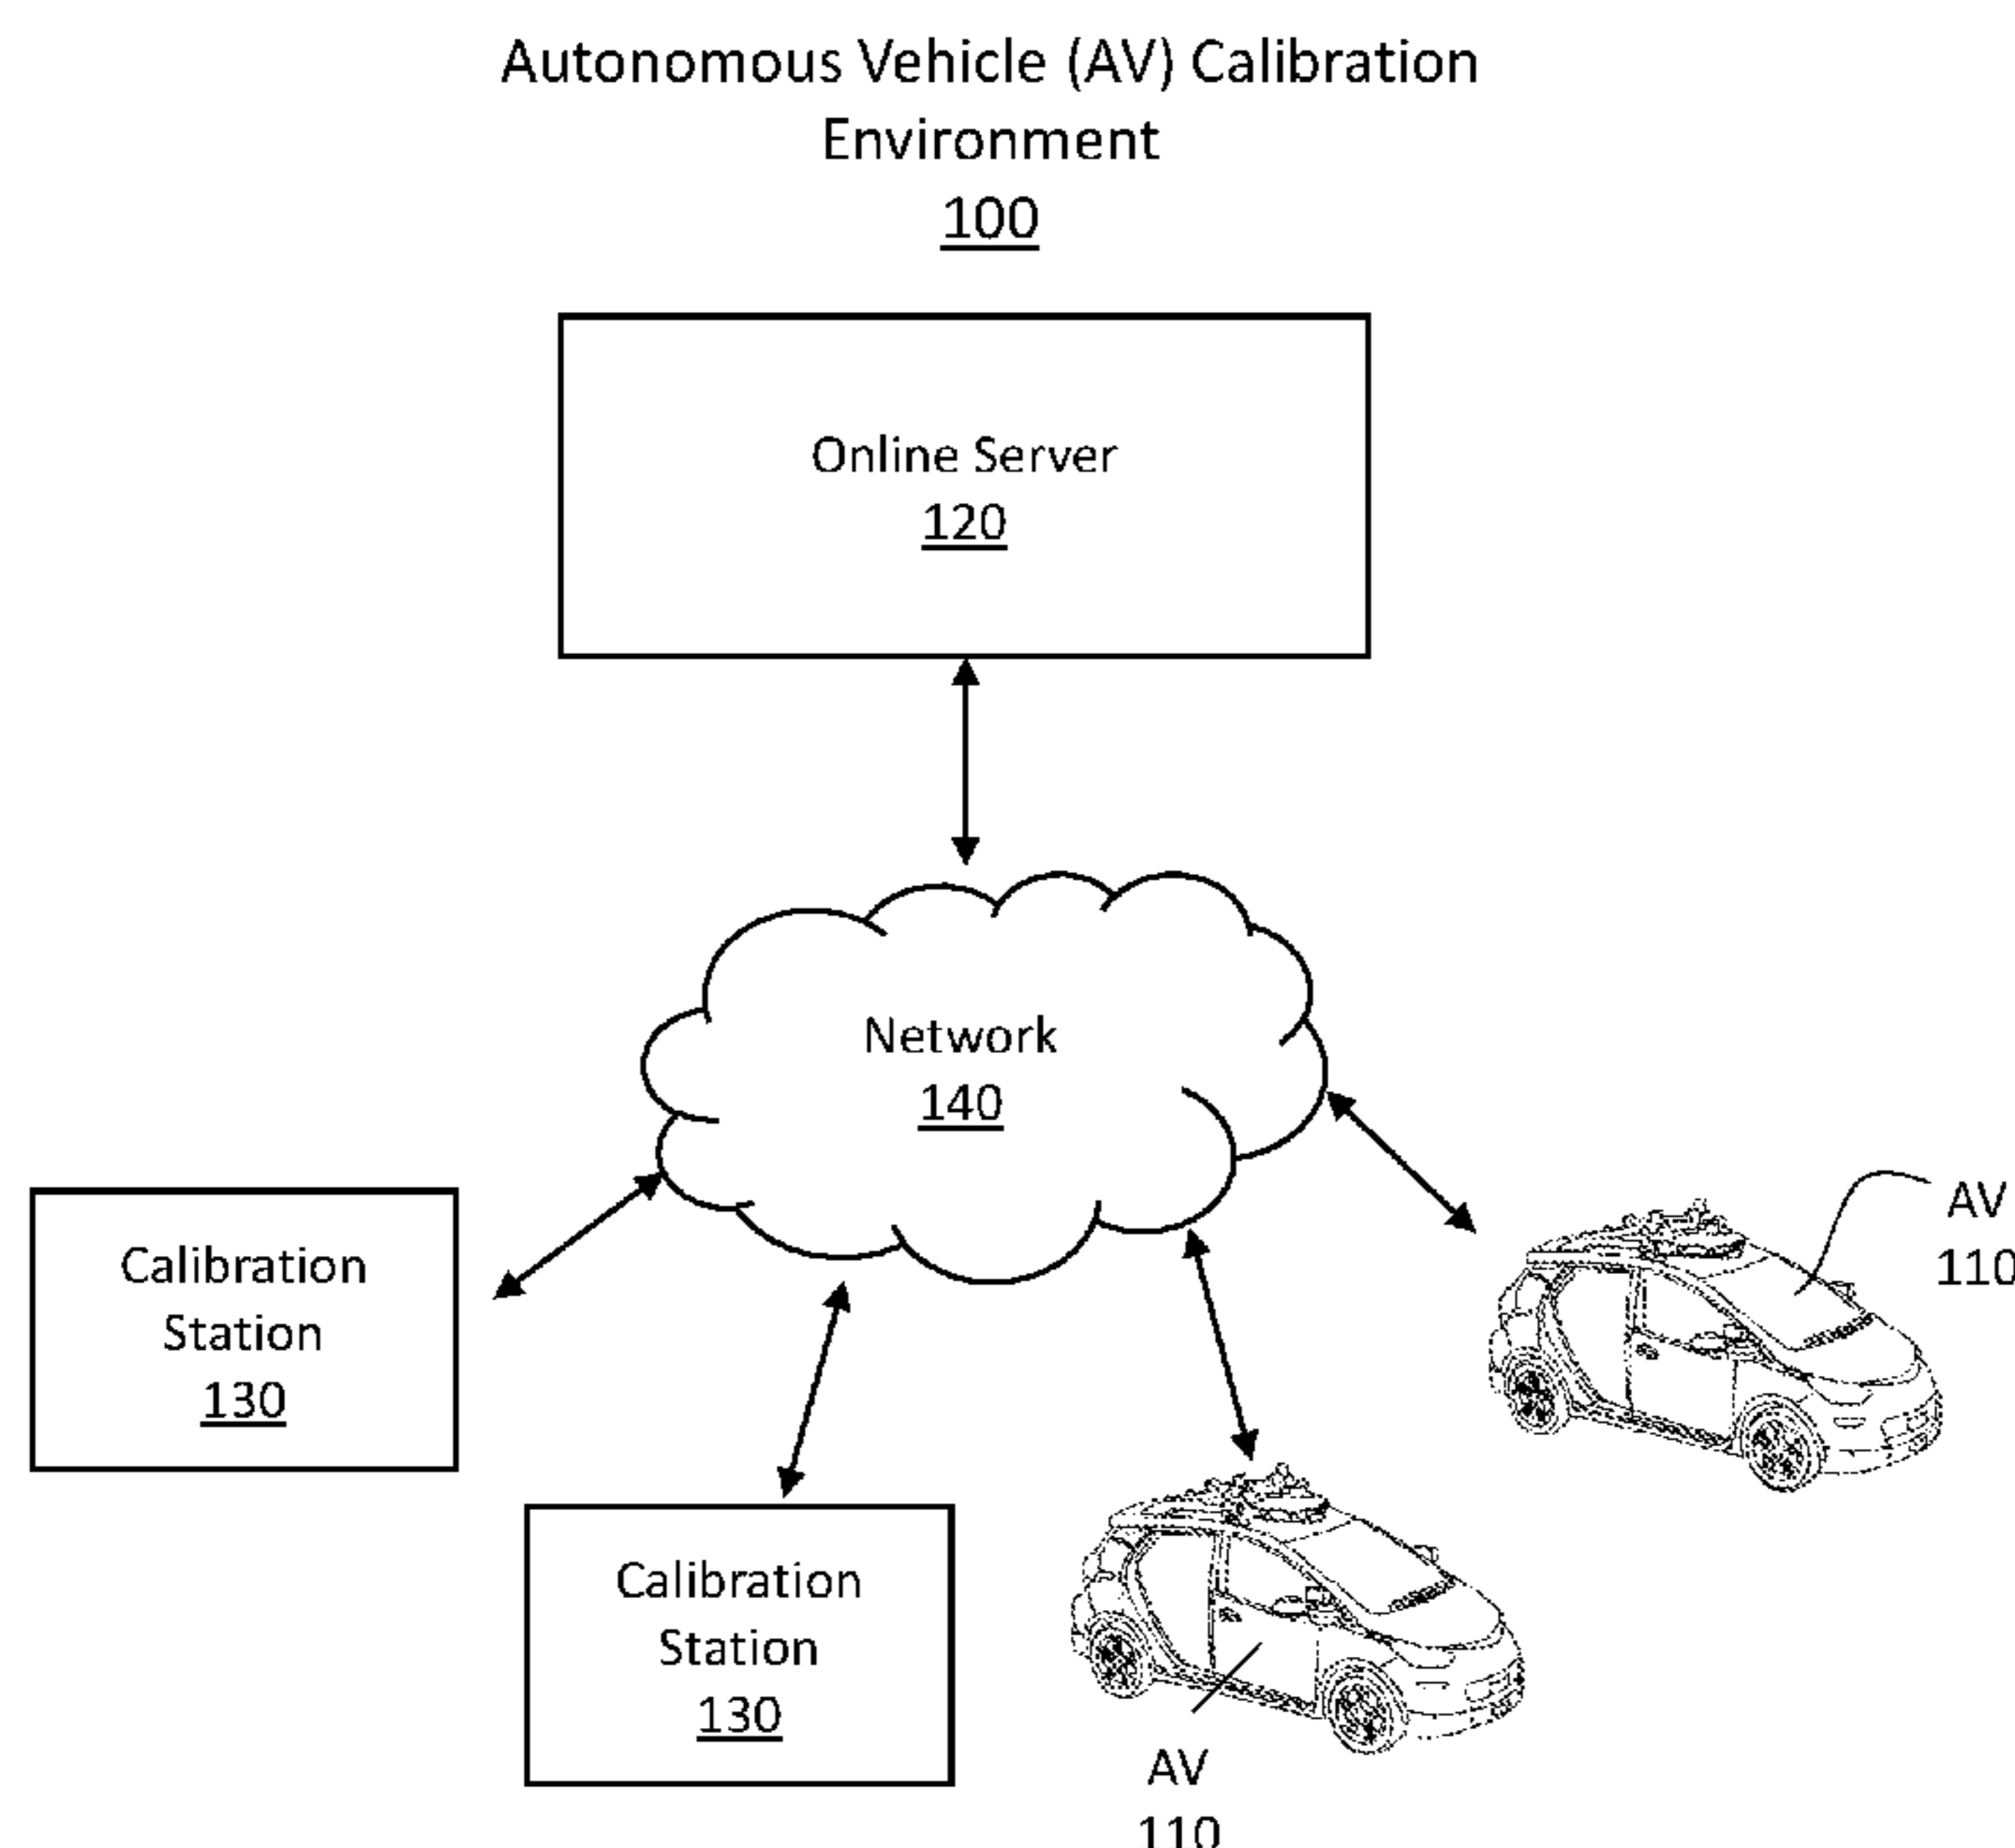 Autonomous Vehicle (AV) Calibration
Environment
100
Online Server
120
Network
140
AV
110
Calibration
Station
130
Calibration
Station
130
AV
110